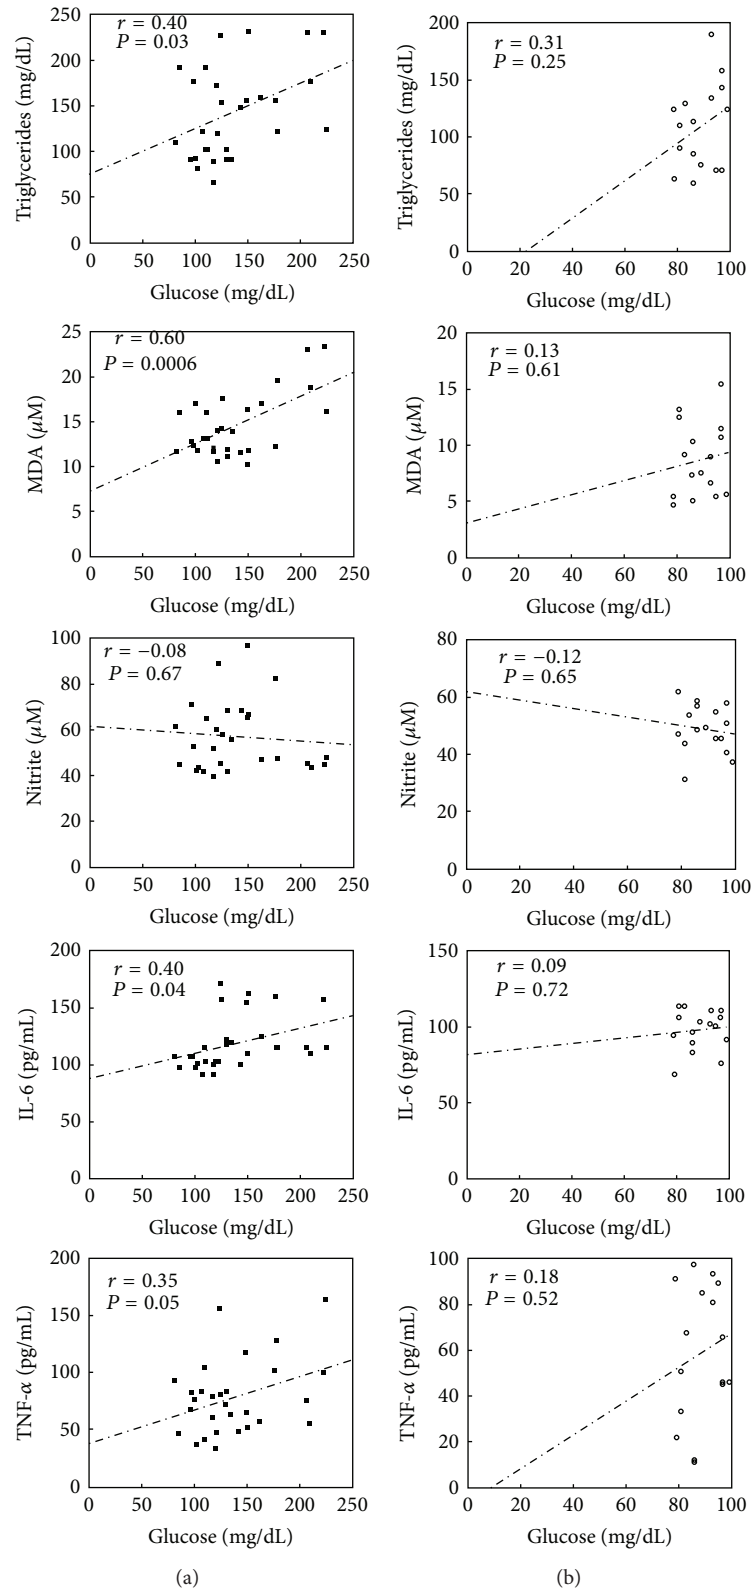 r = 0.40
P = 0.03
250
200
150
100
50
0
Triglycerides (mg/dL)
0 50 100 150 200 250
Glucose (mg/dL)
r = 0.31
P = 0.25
200
150
100
50
0
Triglycerides (mg/dL)
0 20 40 60 80 100
Glucose (mg/dL)
r = 0.60
P = 0.0006
25
20
15
10
5
0
MDA (μM)
0 50 100 150 200 250
Glucose (mg/dL)
r = 0.13
P = 0.61
20
15
10
5
0
MDA (μM)
0 20 40 60 80 100
Glucose (mg/dL)
r = −0.08
P = 0.67
100
80
60
40
20
0
Nitrite (μM)
0 50 100 150 200 250
Glucose (mg/dL)
r = −0.12
P = 0.65
80
60
40
20
0
Nitrite (μM)
0 20 40 60 80 100
Glucose (mg/dL)
r = 0.40
P = 0.04
200
150
100
50
0
IL-6 (pg/mL)
0 50 100 150 200 250
Glucose (mg/dL)
r = 0.09
P = 0.72
150
100
50
0
IL-6 (pg/mL)
0 20 40 60 80 100
Glucose (mg/dL)
r = 0.35
P = 0.05
200
150
100
50
0
TNF-α (pg/mL)
0 50 100 150 200 250
Glucose (mg/dL)
(a)
r = 0.18
P = 0.52
100
80
60
40
20
0
TNF-α (pg/mL)
0 20 40 60 80 100
Glucose (mg/dL)
(b)